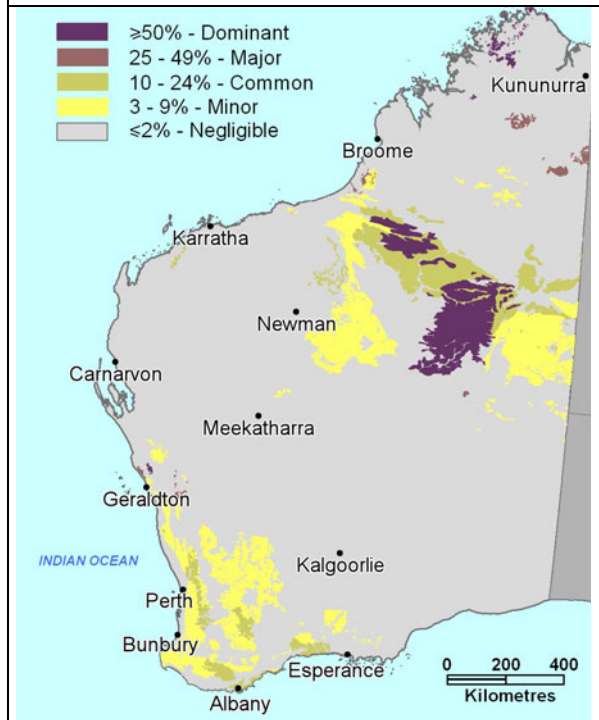 ≥50% - Dominant
25 - 49% - Major
10 - 24% - Common
3 - 9% - Minor
≤2% - Negligible
Kununurra
Broome
Karratha
Newman
Carnarvon
Meekatharra
Geraldton
INDIAN OCEAN
Kalgoorlie
Perth
Bunbury
Esperance
Albany
0 200 400
Kilometres